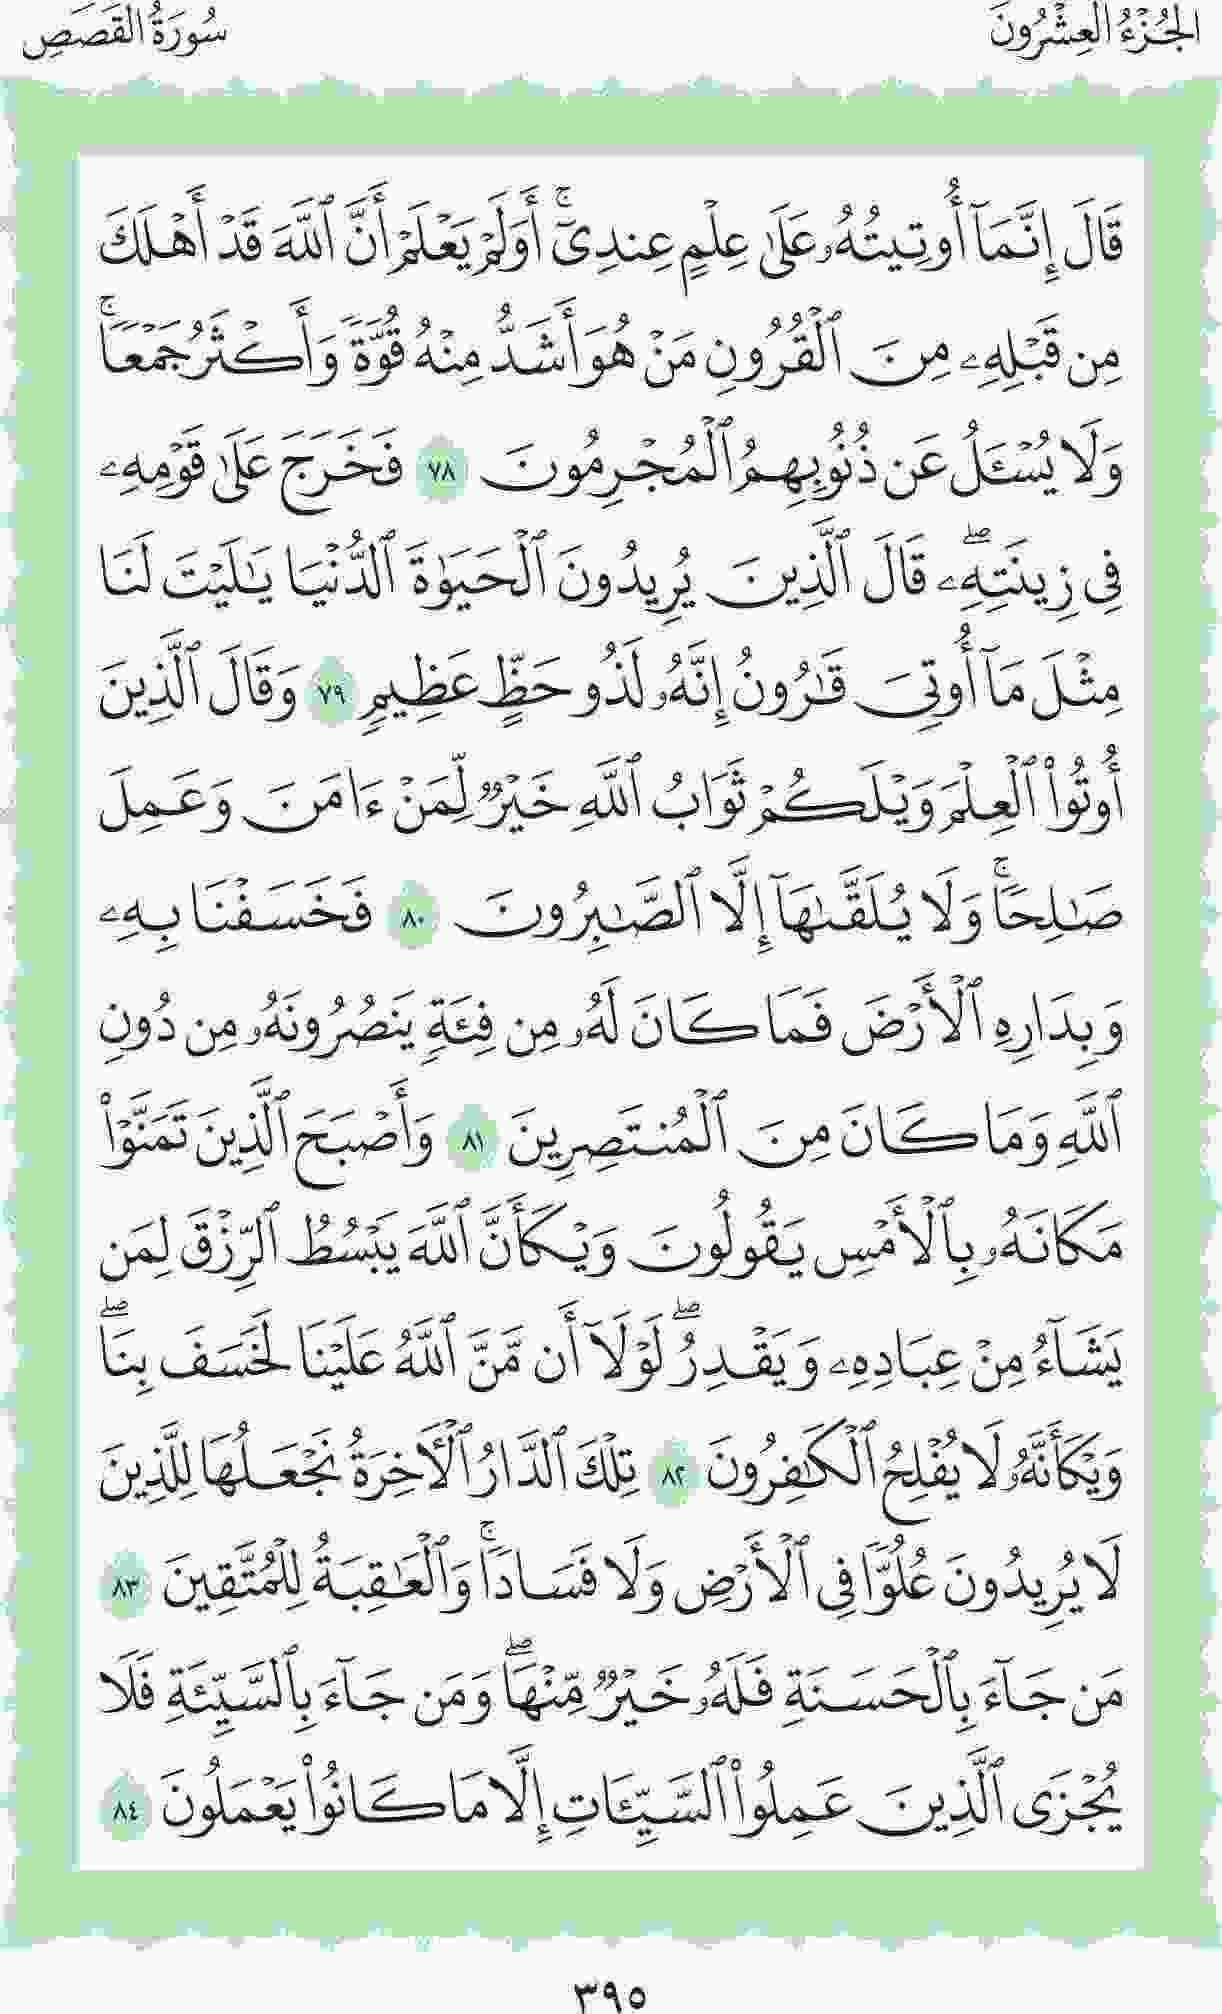 الجُزْءُ العِشْرُونَ
سُورَةُ القَصَصِ
قَالَ إِنَّمَآ أُوتِيتُهُۥ عَلَىٰ عِلْمٍ عِندِىٓۚ أَوَلَمْ يَعْلَمْ أَنَّ ٱللَّهَ قَدْ أَهْلَكَ
مِن قَبْلِهِۦ مِنَ ٱلْقُرُونِ مَنْ هُوَ أَشَدُّ مِنْهُ قُوَّةً وَأَكْثَرُ جَمْعًاۚ
وَلَا يُسْـَٔلُ عَن ذُنُوبِهِمُ ٱلْمُجْرِمُونَ ٧٨ فَخَرَجَ عَلَىٰ قَوْمِهِۦ
فِى زِينَتِهِۦۖ قَالَ ٱلَّذِينَ يُرِيدُونَ ٱلْحَيَوٰةَ ٱلدُّنْيَا يَـٰلَيْتَ لَنَا
مِثْلَ مَآ أُوتِىَ قَـٰرُونُ إِنَّهُۥ لَذُو حَظٍّ عَظِيمٍ ٧٩ وَقَالَ ٱلَّذِينَ
أُوتُوا۟ ٱلْعِلْمَ وَيْلَكُمْ ثَوَابُ ٱللَّهِ خَيْرٌ لِّمَنْ ءَامَنَ وَعَمِلَ
صَـٰلِحًاۚ وَلَا يُلَقَّىٰهَآ إِلَّا ٱلصَّـٰبِرُونَ ٨٠ فَخَسَفْنَا بِهِۦ
وَبِدَارِهِ ٱلْأَرْضَ فَمَا كَانَ لَهُۥ مِن فِئَةٍ يَنصُرُونَهُۥ مِن دُونِ
ٱللَّهِ وَمَا كَانَ مِنَ ٱلْمُنتَصِرِينَ ٨١ وَأَصْبَحَ ٱلَّذِينَ تَمَنَّوْا۟
مَكَانَهُۥ بِٱلْأَمْسِ يَقُولُونَ وَيْكَأَنَّ ٱللَّهَ يَبْسُطُ ٱلرِّزْقَ لِمَن
يَشَآءُ مِنْ عِبَادِهِۦ وَيَقْدِرُۖ لَوْلَآ أَن مَّنَّ ٱللَّهُ عَلَيْنَا لَخَسَفَ بِنَاۖ
وَيْكَأَنَّهُۥ لَا يُفْلِحُ ٱلْكَـٰفِرُونَ ٨٢ تِلْكَ ٱلدَّارُ ٱلْـَٔاخِرَةُ نَجْعَلُهَا لِلَّذِينَ
لَا يُرِيدُونَ عُلُوًّا فِى ٱلْأَرْضِ وَلَا فَسَادًاۚ وَٱلْعَـٰقِبَةُ لِلْمُتَّقِينَ ٨٣
مَن جَآءَ بِٱلْحَسَنَةِ فَلَهُۥ خَيْرٌ مِّنْهَاۖ وَمَن جَآءَ بِٱلسَّيِّئَةِ فَلَا
يُجْزَى ٱلَّذِينَ عَمِلُوا۟ ٱلسَّيِّـَٔاتِ إِلَّا مَا كَانُوا۟ يَعْمَلُونَ ٨٤
٣٩٥